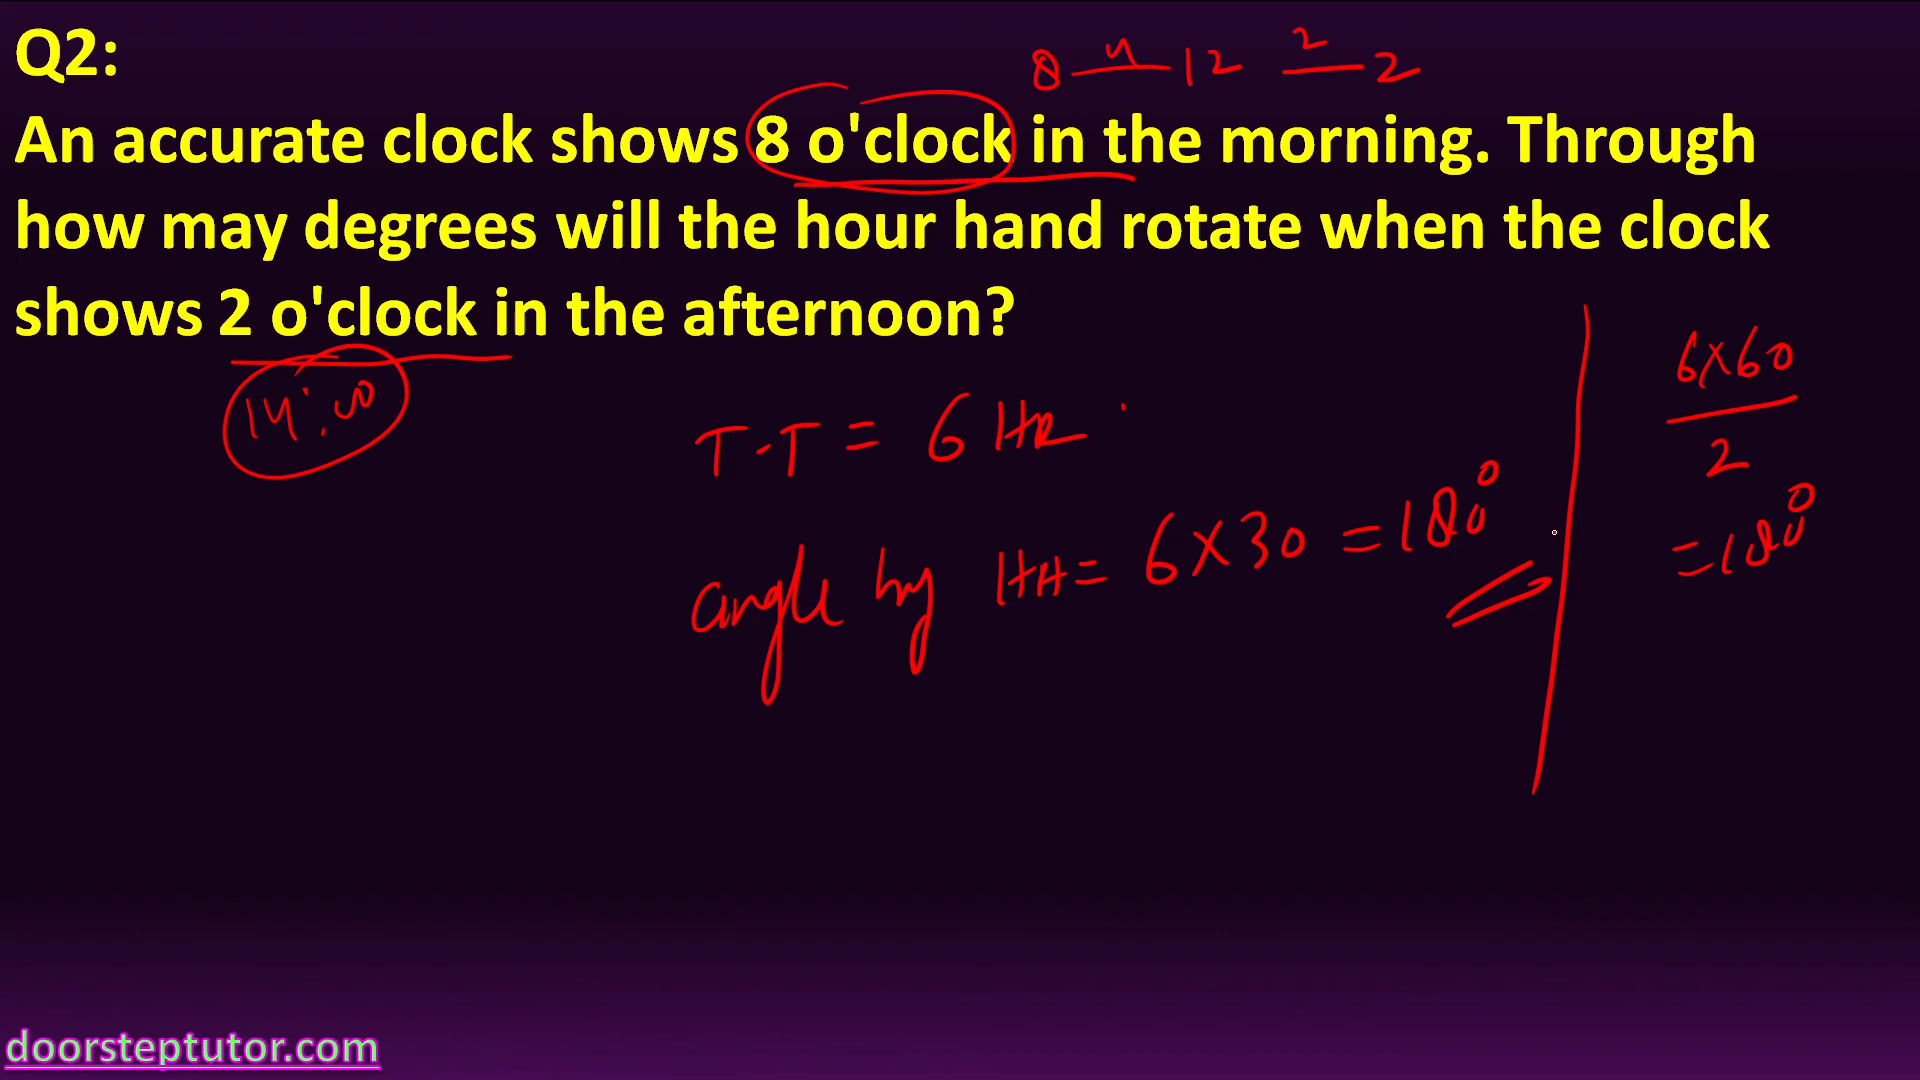 Q2:
8 4 12 2 2
An accurate clock shows 8 o'clock in the morning. Through
how may degrees will the hour hand rotate when the clock
shows 2 o'clock in the afternoon?
14:00
T.T = 6 HR
angle by HH = 6 x 30 = 180°
6x60
2
= 180°
doorsteptutor.com